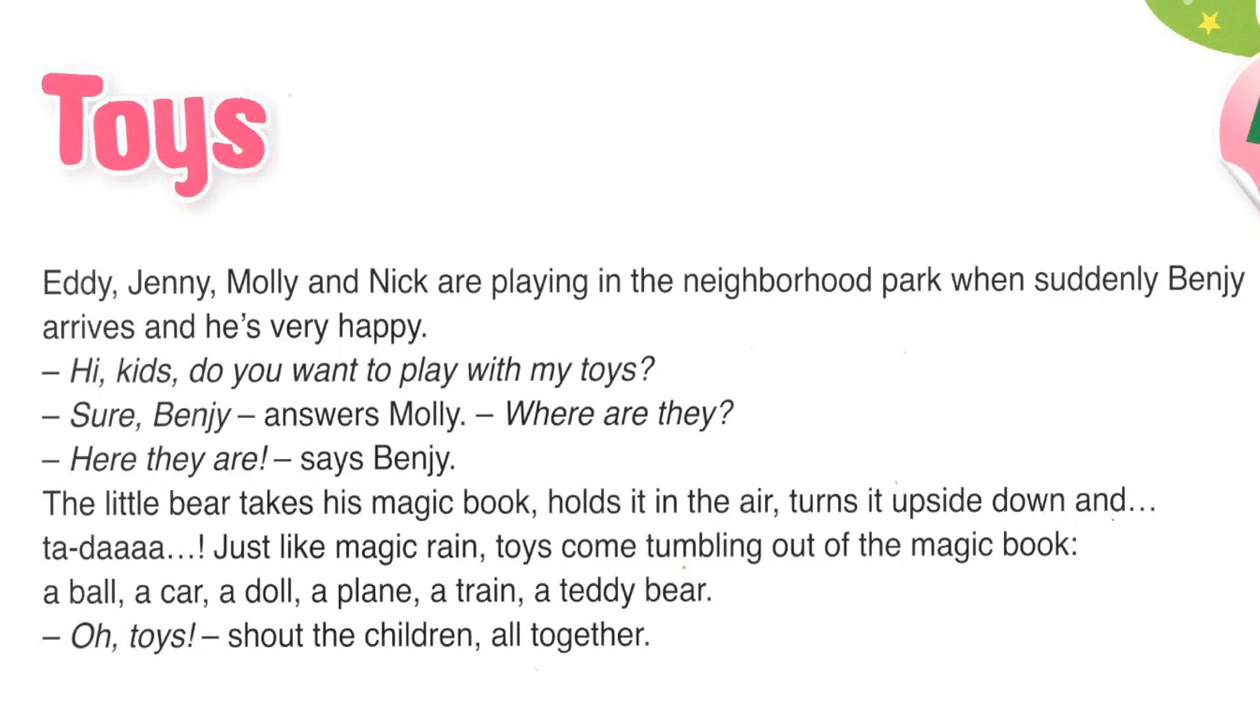 Toys
Eddy, Jenny, Molly and Nick are playing in the neighborhood park when suddenly Benjy
arrives and he's very happy.
– Hi, kids, do you want to play with my toys?
– Sure, Benjy – answers Molly. – Where are they?
– Here they are! – says Benjy.
The little bear takes his magic book, holds it in the air, turns it upside down and…
ta-daaaa…! Just like magic rain, toys come tumbling out of the magic book:
a ball, a car, a doll, a plane, a train, a teddy bear.
– Oh, toys! – shout the children, all together.